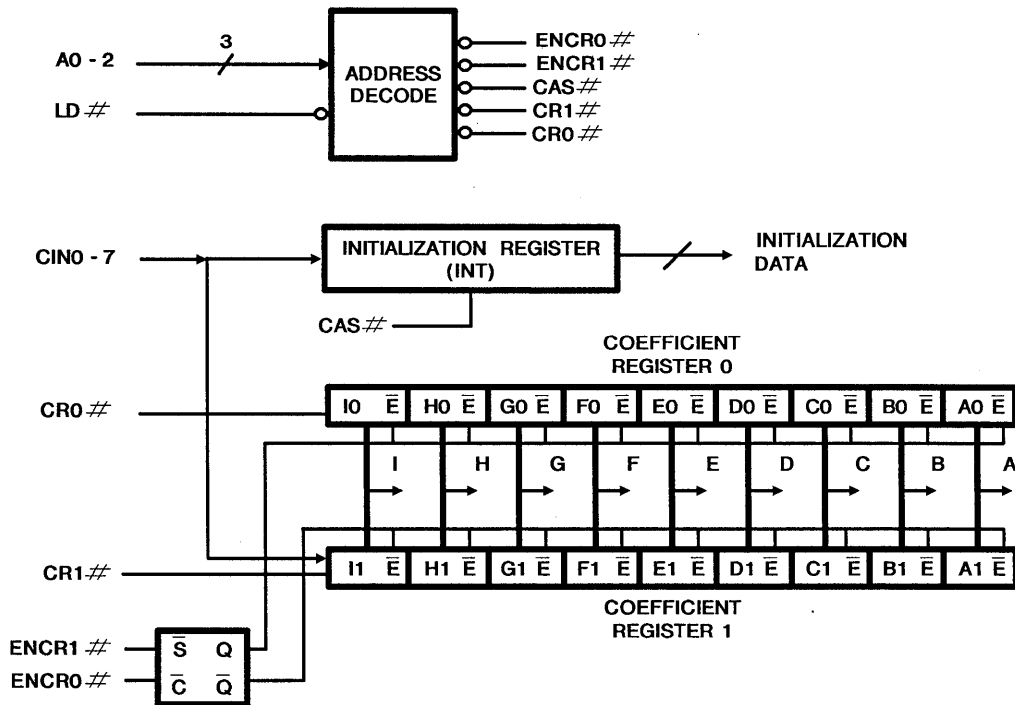 3
A0 - 2
LD #
ADDRESS
DECODE
ENCR0 #
ENCR1 #
CAS #
CR1 #
CR0 #
CIN0 - 7
INITIALIZATION REGISTER
(INT)
INITIALIZATION
DATA
CAS #
COEFFICIENT
REGISTER 0
CR0 #
I0 E̅ H0 E̅ G0 E̅ F0 E̅ E0 E̅ D0 E̅ C0 E̅ B0 E̅ A0 E̅
I H G F E D C B A
CR1 #
I1 E̅ H1 E̅ G1 E̅ F1 E̅ E1 E̅ D1 E̅ C1 E̅ B1 E̅ A1 E̅
COEFFICIENT
REGISTER 1
ENCR1 #
S̅ Q
ENCR0 #
C̅ Q̅